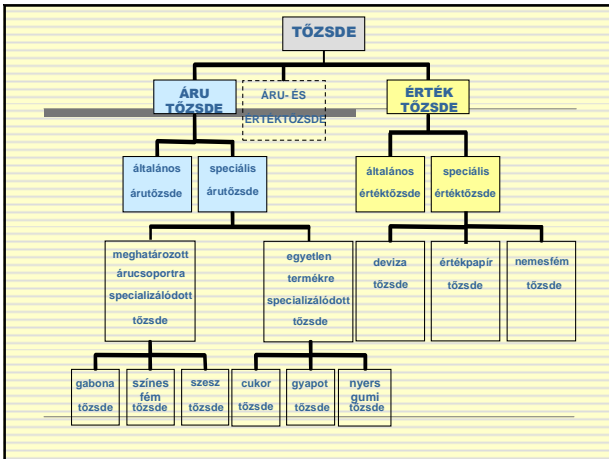 TŐZSDE
ÁRU
TŐZSDE
ÁRU- ÉS
ÉRTÉKTŐZSDE
ÉRTÉK
TŐZSDE
általános
árutőzsde
speciális
árutőzsde
általános
értéktőzsde
speciális
értéktőzsde
meghatározott
árucsoportra
specializálódott
tőzsde
egyetlen
termékre
specializálódott
tőzsde
deviza
tőzsde
értékpapír
tőzsde
nemesfém
tőzsde
gabona
tőzsde
színes
fém
tőzsde
szesz
tőzsde
cukor
tőzsde
gyapot
tőzsde
nyers
gumi
tőzsde